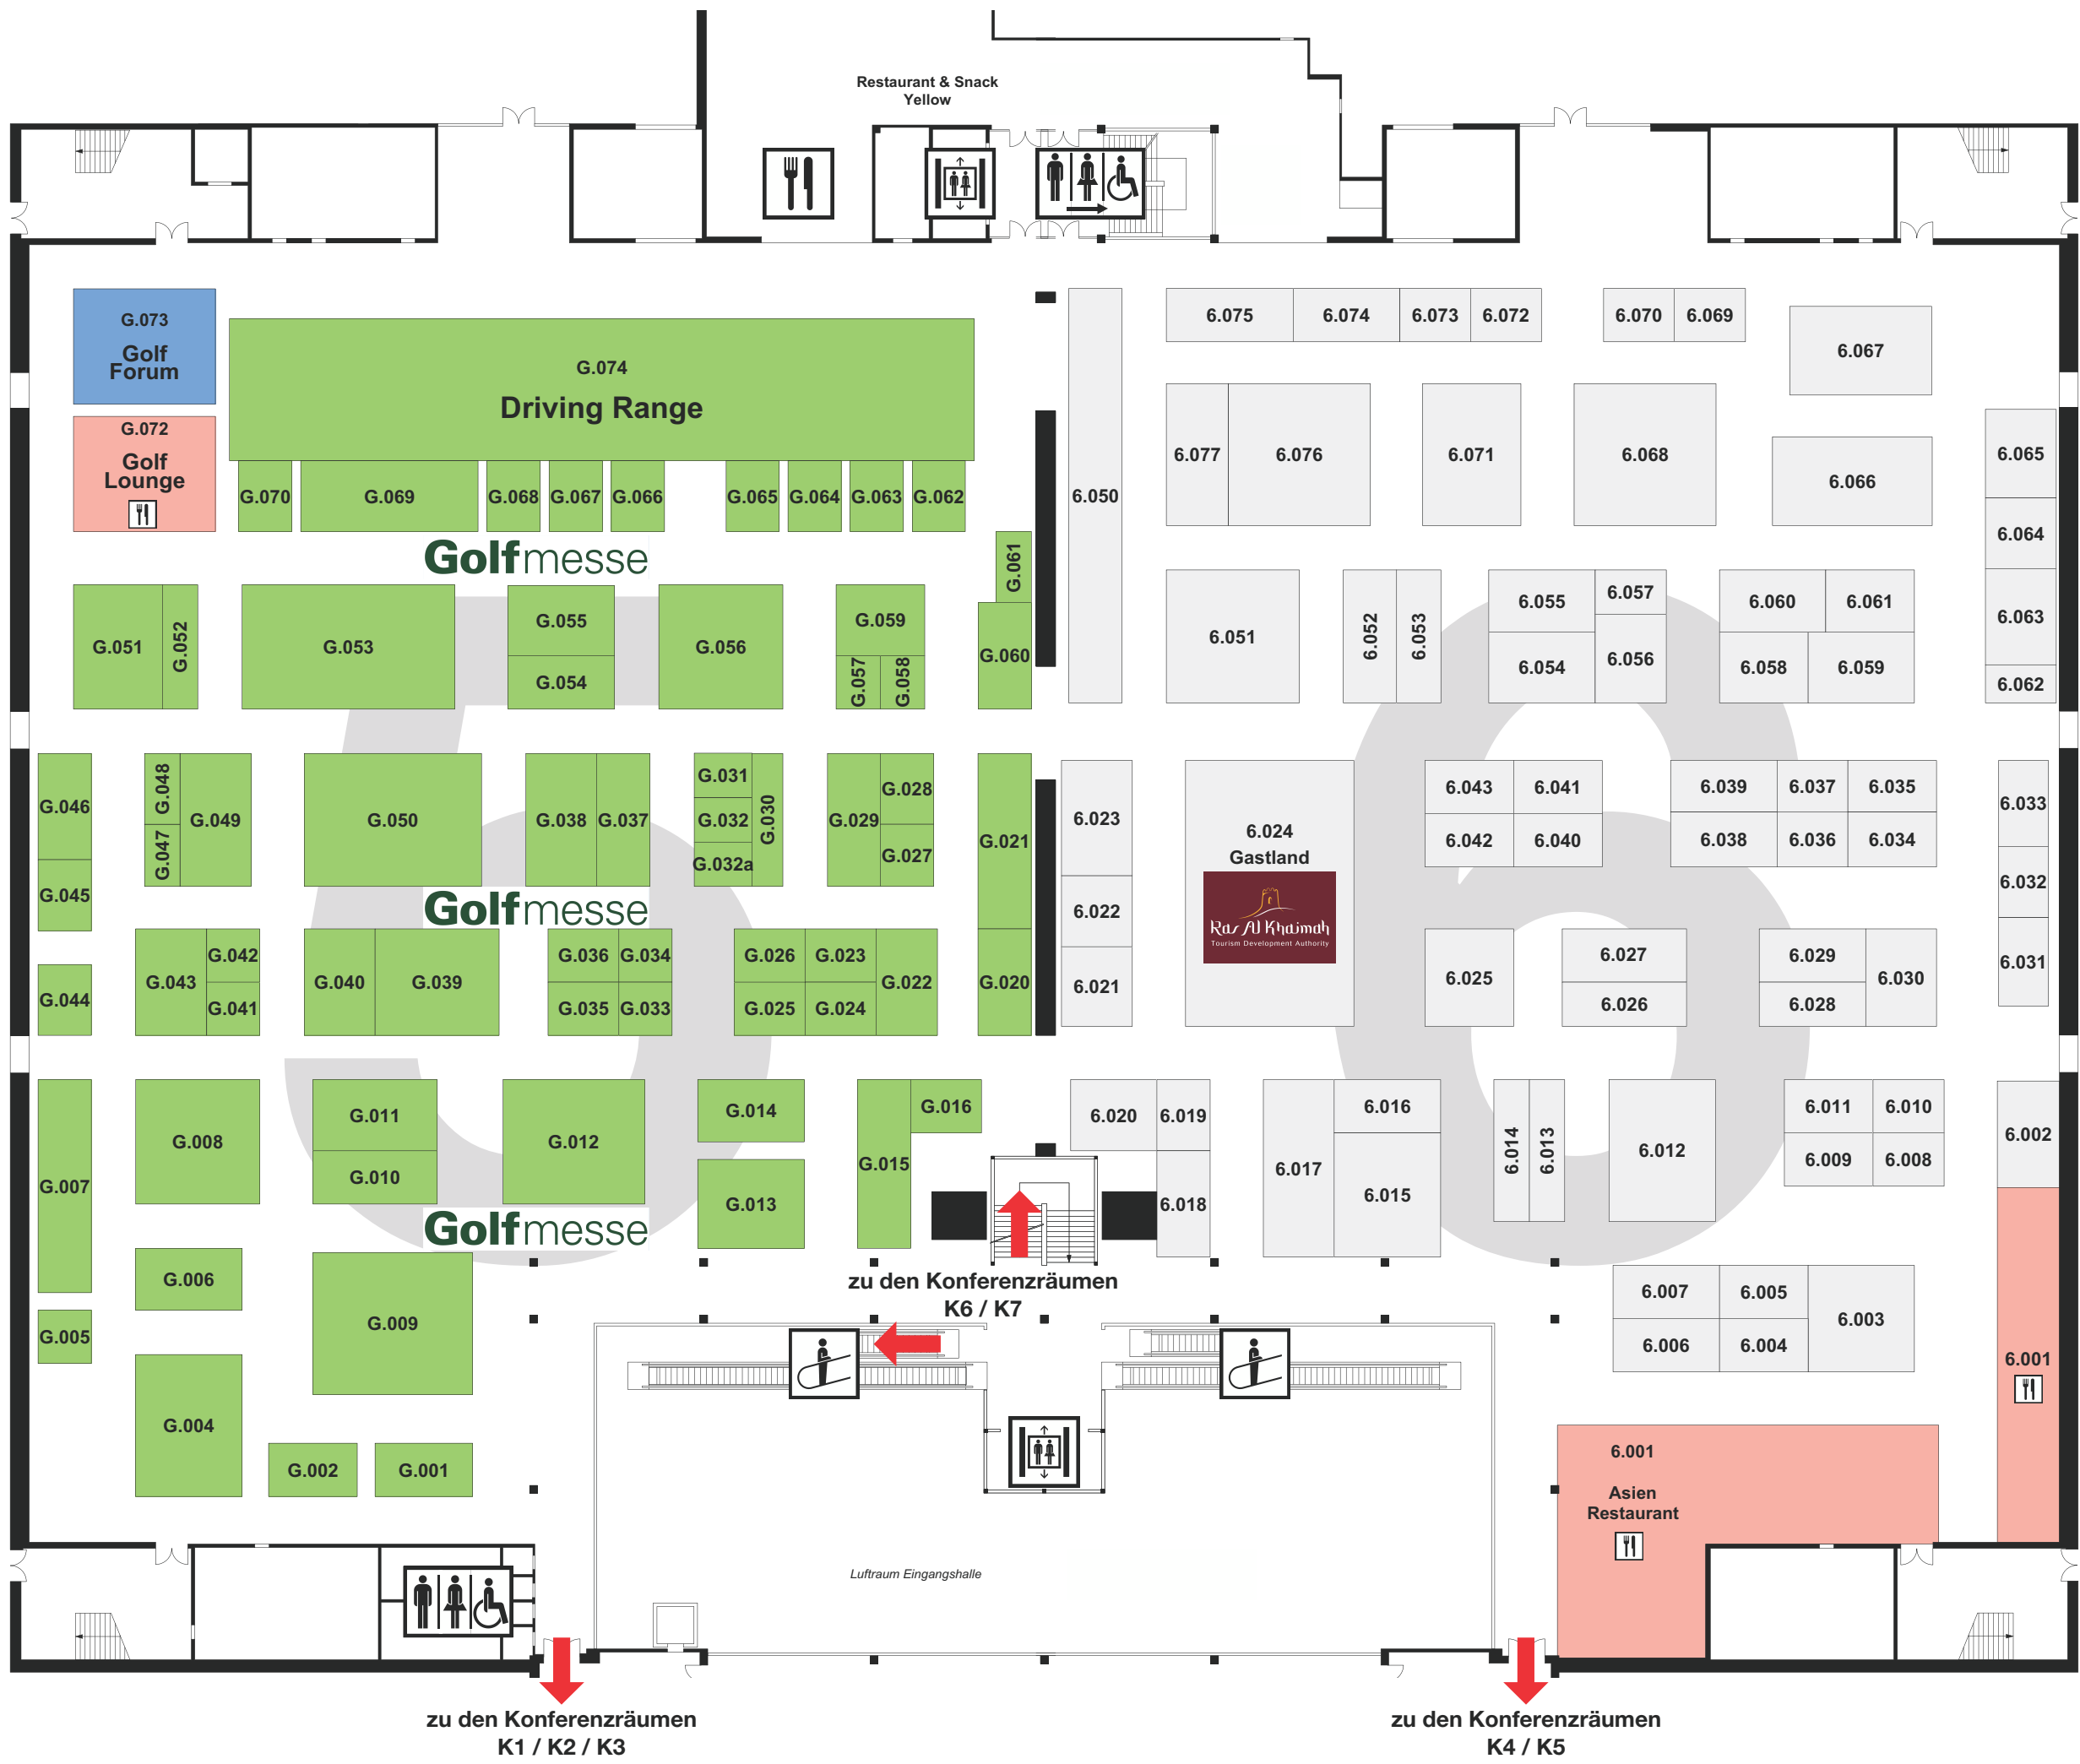 Restaurant & Snack
Yellow
G.073
Golf
Forum
G.074
Driving Range
G.072
Golf
Lounge
G.070
G.069
G.068
G.067
G.066
G.065
G.064
G.063
G.062
Golfmesse
G.061
G.051
G.052
G.053
G.055
G.054
G.056
G.059
G.057
G.058
G.060
5
G.046
G.045
G.048
G.047
G.049
G.050
G.038
G.037
G.031
G.032
G.032a
G.030
G.029
G.028
G.027
G.021
Golfmesse
G.044
G.043
G.042
G.041
G.040
G.039
G.036
G.034
G.035
G.033
G.026
G.023
G.025
G.024
G.022
G.020
G.007
G.008
G.011
G.010
G.012
G.014
G.013
G.015
G.016
Golfmesse
G.006
G.005
G.009
G.004
G.002
G.001
6.075
6.074
6.073
6.072
6.070
6.069
6.067
6.050
6.077
6.076
6.071
6.068
6.066
6.065
6.064
6.063
6.062
6.051
6.052
6.053
6.055
6.057
6.054
6.056
6.060
6.061
6.058
6.059
6
6.023
6.022
6.021
6.024
Gastland
Ras Al Khaimah
Tourism Development Authority
6.043
6.041
6.042
6.040
6.039
6.037
6.035
6.038
6.036
6.034
6.033
6.032
6.031
6.025
6.027
6.026
6.029
6.028
6.030
6.020
6.019
6.018
6.017
6.016
6.015
6.014
6.013
6.012
6.011
6.010
6.009
6.008
6.002
6.007
6.005
6.006
6.004
6.003
6.001
6.001
Asien
Restaurant
zu den Konferenzräumen
K6 / K7
Luftraum Eingangshalle
zu den Konferenzräumen
K1 / K2 / K3
zu den Konferenzräumen
K4 / K5